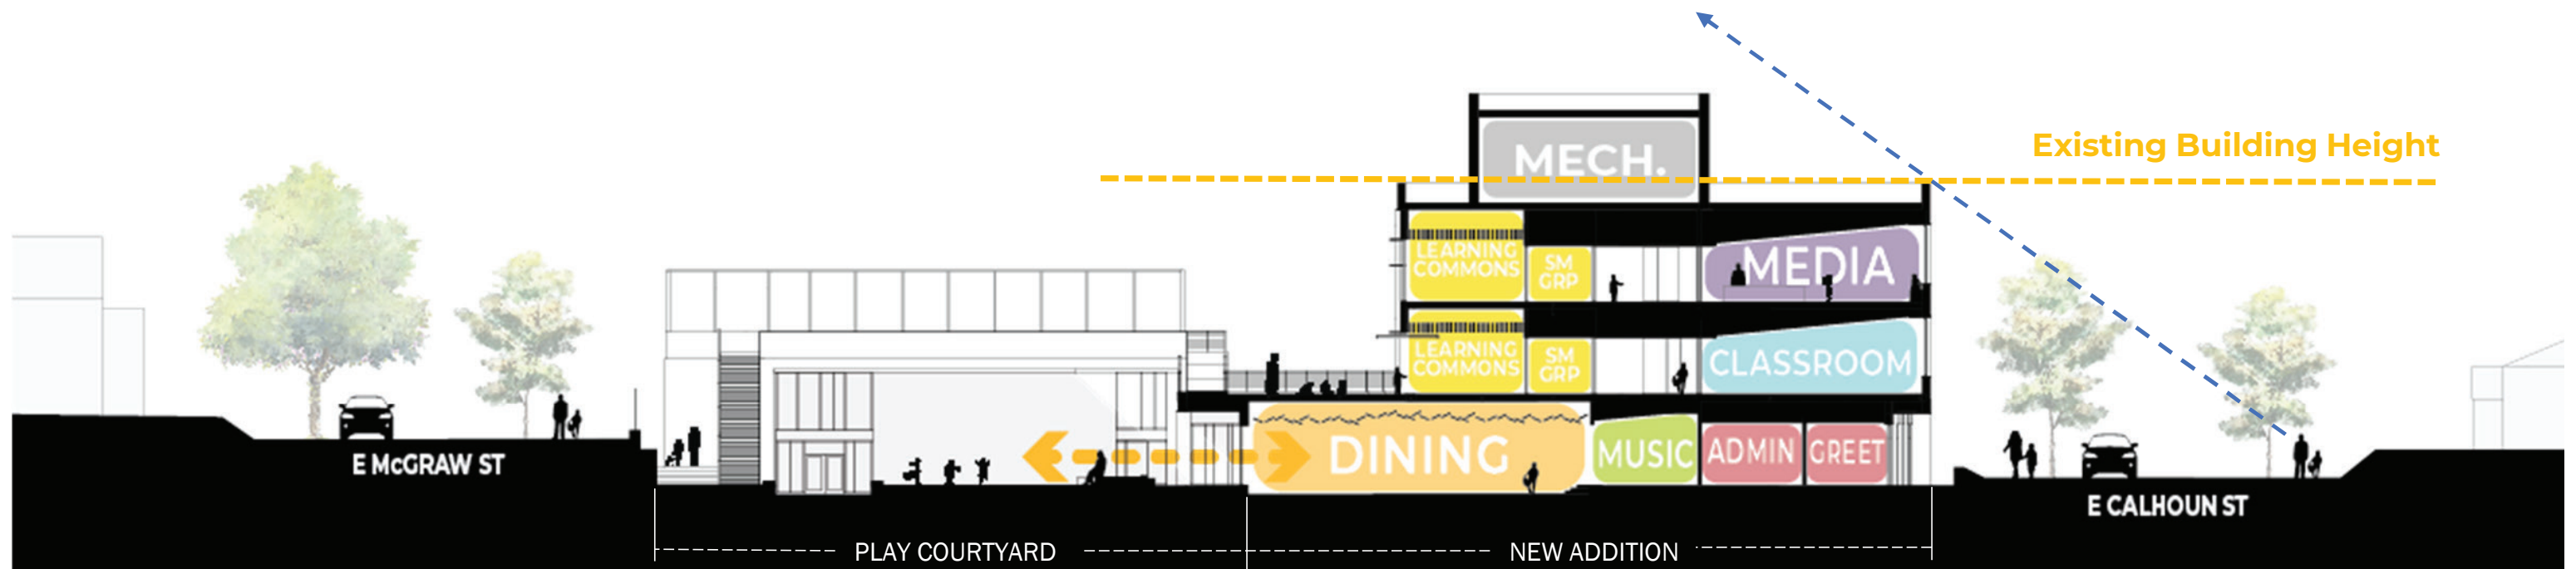 MECH.
Existing Building Height
LEARNING
COMMONS
SM
GRP
MEDIA
LEARNING
COMMONS
SM
GRP
CLASSROOM
DINING
MUSIC
ADMIN
GREET
E McGRAW ST
E CALHOUN ST
PLAY COURTYARD
NEW ADDITION